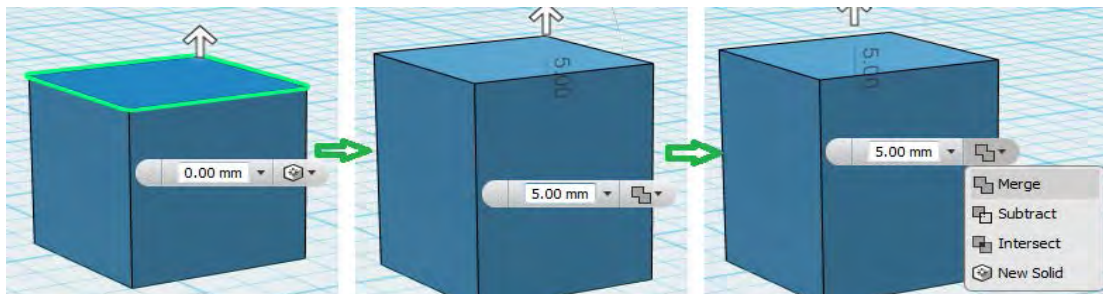 0.00 mm
5.00
5.00 mm
5.00
5.00 mm
Merge
Subtract
Intersect
New Solid